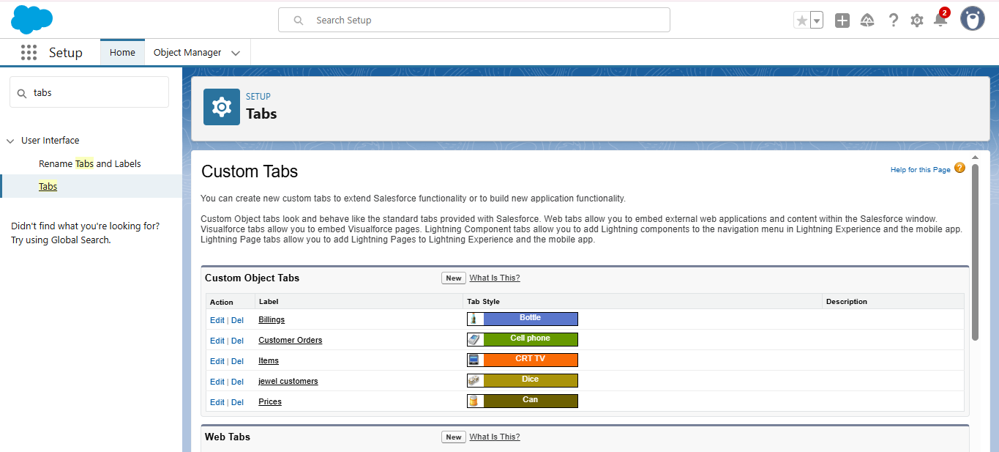 Search Setup
2
Setup
Home
Object Manager
tabs
User Interface
Rename Tabs and Labels
Tabs
Didn't find what you're looking for?
Try using Global Search.
SETUP
Tabs
Custom Tabs
Help for this Page ?
You can create new custom tabs to extend Salesforce functionality or to build new application functionality.
Custom Object tabs look and behave like the standard tabs provided with Salesforce. Web tabs allow you to embed external web applications and content within the Salesforce window.
Visualforce tabs allow you to embed Visualforce pages. Lightning Component tabs allow you to add Lightning components to the navigation menu in Lightning Experience and the mobile app.
Lightning Page tabs allow you to add Lightning Pages to Lightning Experience and the mobile app.
Custom Object Tabs New What Is This?
Action Label Tab Style Description
Edit | Del Billings Bottle
Edit | Del Customer Orders Cell phone
Edit | Del Items CRT TV
Edit | Del jewel customers Dice
Edit | Del Prices Can
Web Tabs New What Is This?